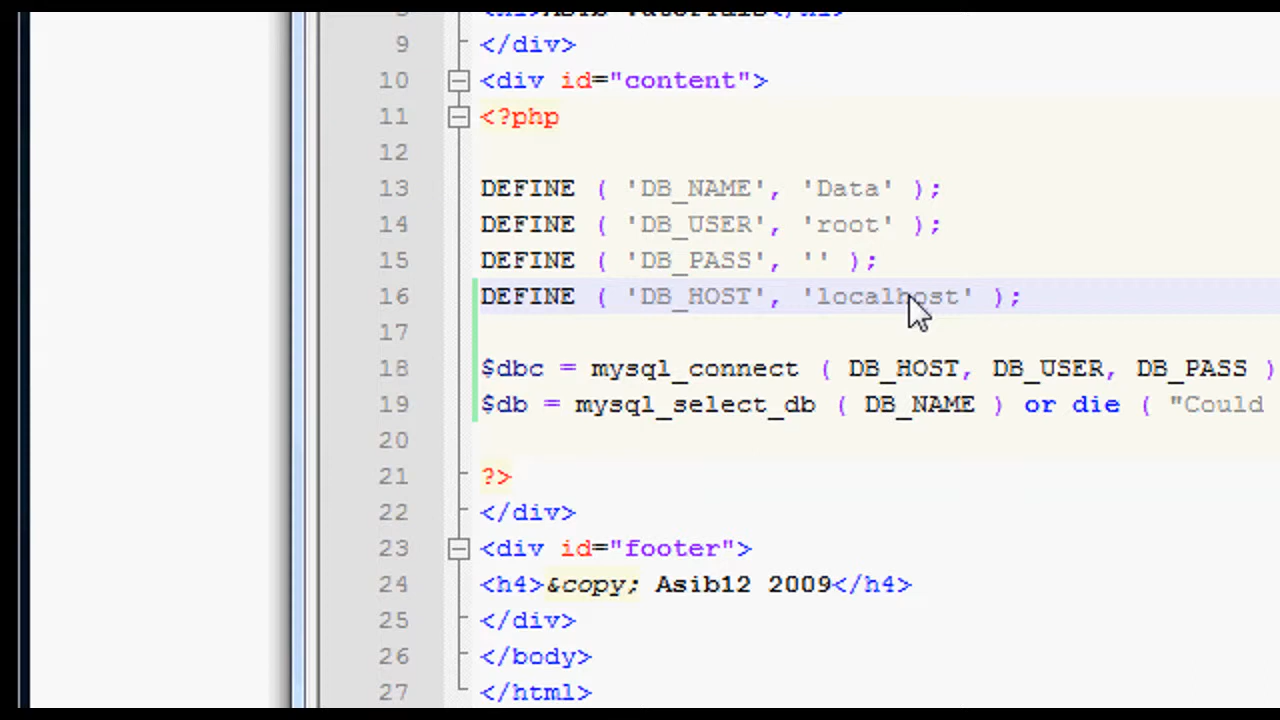 9 </div>
10 <div id="content">
11 <?php
12
13 DEFINE ( 'DB_NAME', 'Data' );
14 DEFINE ( 'DB_USER', 'root' );
15 DEFINE ( 'DB_PASS', '' );
16 DEFINE ( 'DB_HOST', 'localhost' );
17
18 $dbc = mysql_connect ( DB_HOST, DB_USER, DB_PASS )
19 $db = mysql_select_db ( DB_NAME ) or die ( "Could
20
21 ?>
22 </div>
23 <div id="footer">
24 <h4>&copy; Asib12 2009</h4>
25 </div>
26 </body>
27 </html>